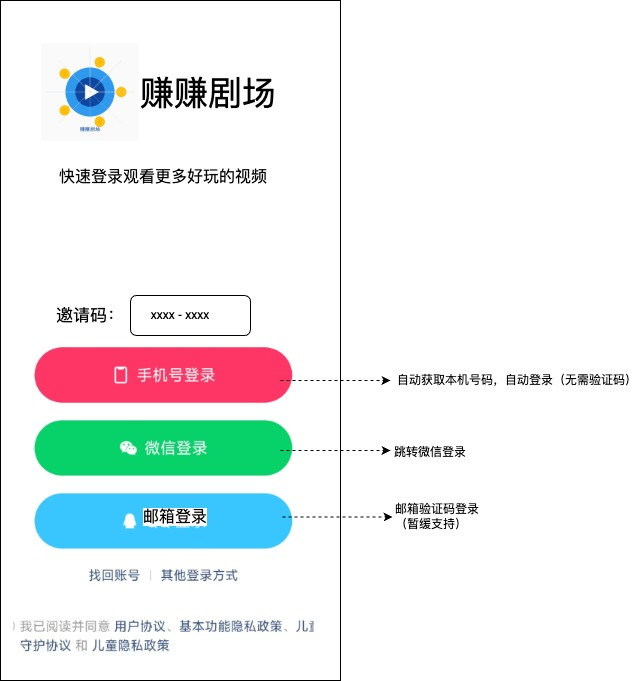 赚赚剧场
赚赚剧场
快速登录观看更多好玩的视频
邀请码：
xxxx - xxxx
手机号登录
自动获取本机号码，自动登录（无需验证码）
微信登录
跳转微信登录
邮箱登录
邮箱验证码登录
（暂缓支持）
找回账号 | 其他登录方式
我已阅读并同意 用户协议、基本功能隐私政策、儿童
守护协议 和 儿童隐私政策